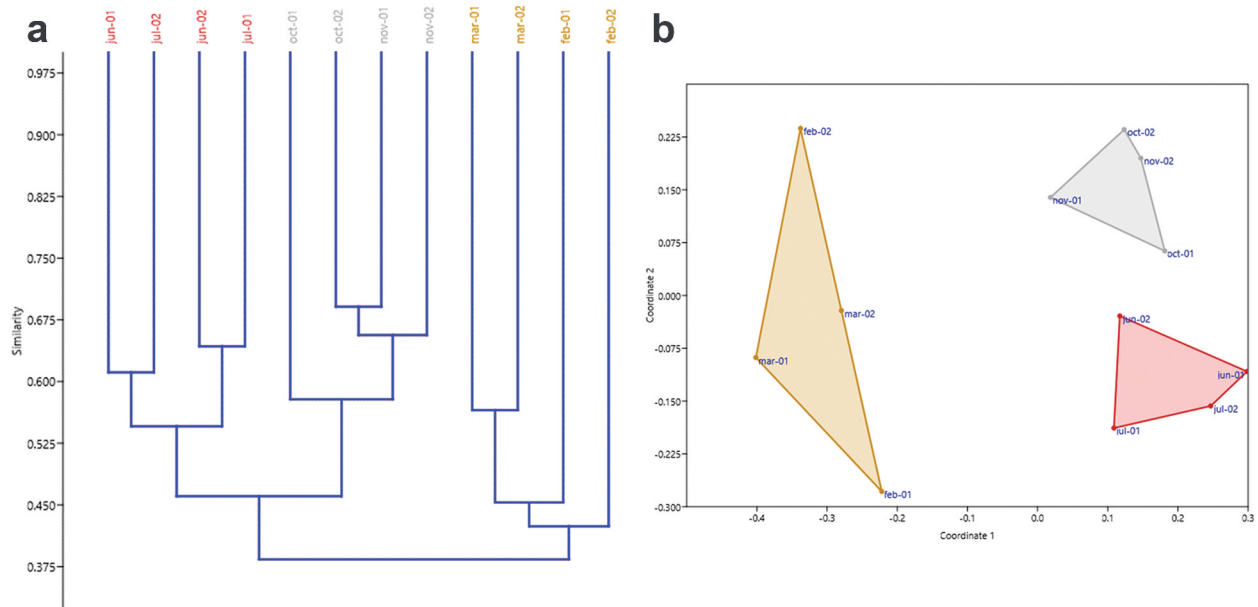 a
jun-01 jul-02 jun-02 jul-01 oct-01 oct-02 nov-01 nov-02 mar-01 mar-02 feb-01 feb-02
0.975
0.900
0.825
0.750
0.675
0.600
0.525
0.450
0.375
Similarity
b
0.225
0.150
0.075
0.000
-0.075
-0.150
-0.225
-0.300
Coordinate 2
feb-02
mar-02
mar-01
feb-01
oct-02
nov-02
nov-01
oct-01
jun-02
jun-01
jul-02
jul-01
-0.4 -0.3 -0.2 -0.1 0.0 0.1 0.2 0.3
Coordinate 1